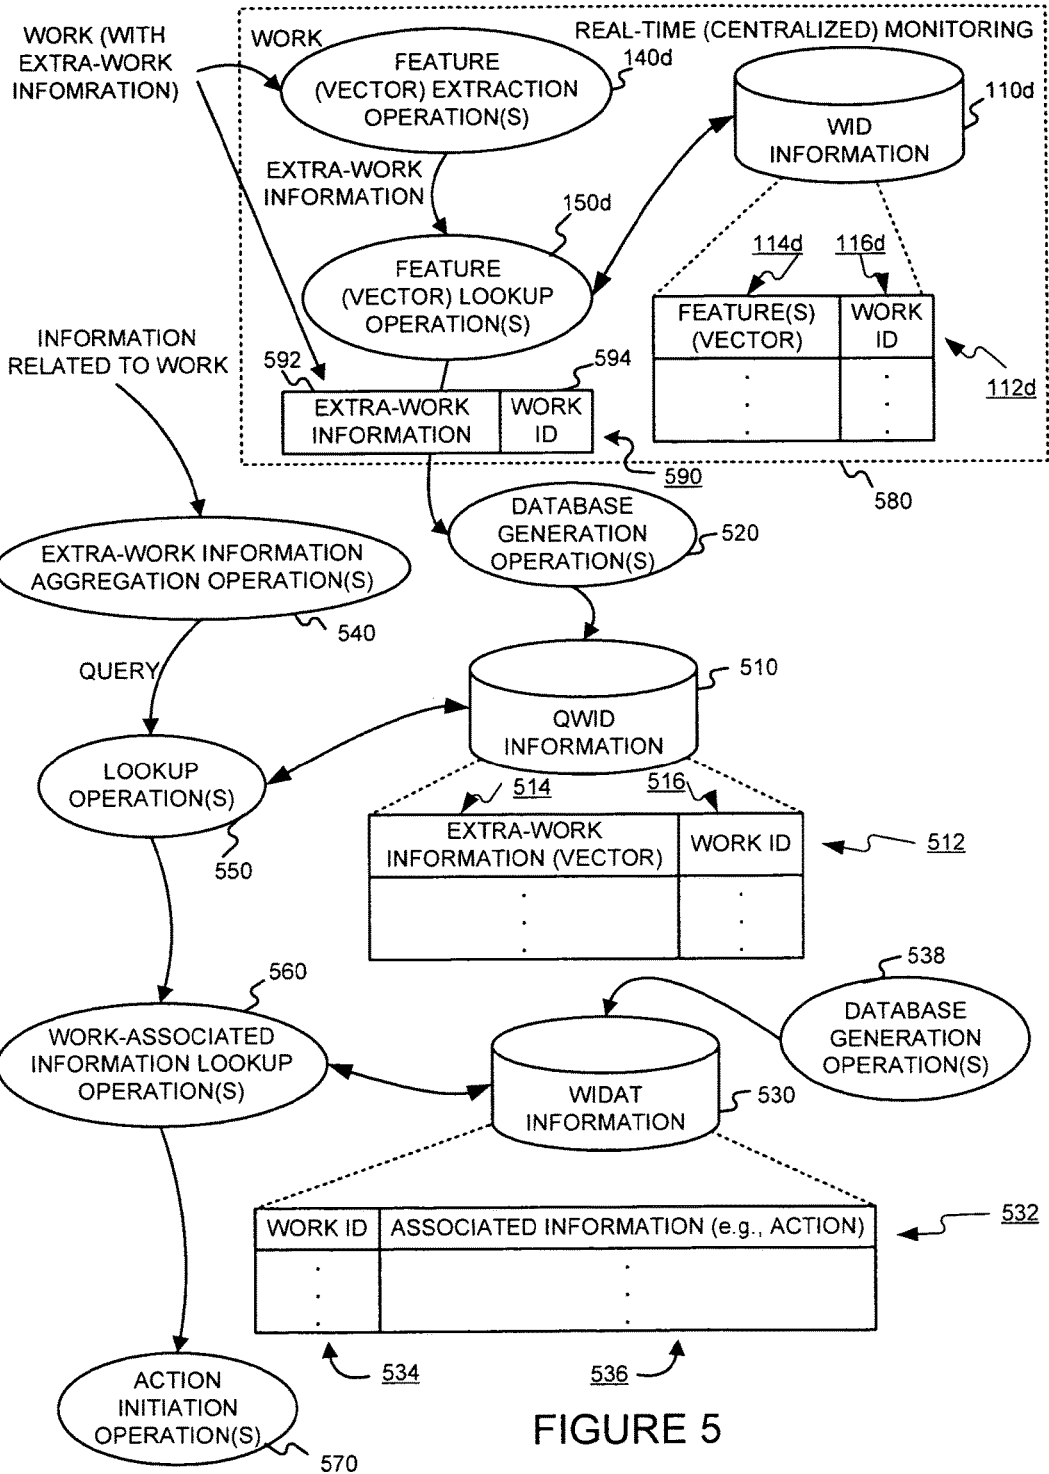 WORK (WITH
EXTRA-WORK
INFOMRATION)
WORK
REAL-TIME (CENTRALIZED) MONITORING
FEATURE
(VECTOR) EXTRACTION
OPERATION(S)
140d
110d
WID
INFORMATION
EXTRA-WORK
INFORMATION
150d
FEATURE
(VECTOR) LOOKUP
OPERATION(S)
114d
116d
FEATURE(S)
(VECTOR)
WORK
ID
112d
INFORMATION
RELATED TO WORK
592
594
EXTRA-WORK
INFORMATION
WORK
ID
590
580
DATABASE
GENERATION
OPERATION(S)
520
EXTRA-WORK INFORMATION
AGGREGATION OPERATION(S)
540
QUERY
510
QWID
INFORMATION
LOOKUP
OPERATION(S)
550
514
516
EXTRA-WORK
INFORMATION (VECTOR)
WORK ID
512
538
DATABASE
GENERATION
OPERATION(S)
560
WORK-ASSOCIATED
INFORMATION LOOKUP
OPERATION(S)
WIDAT
INFORMATION
530
WORK ID
ASSOCIATED INFORMATION (e.g., ACTION)
532
534
536
ACTION
INITIATION
OPERATION(S)
570
FIGURE 5